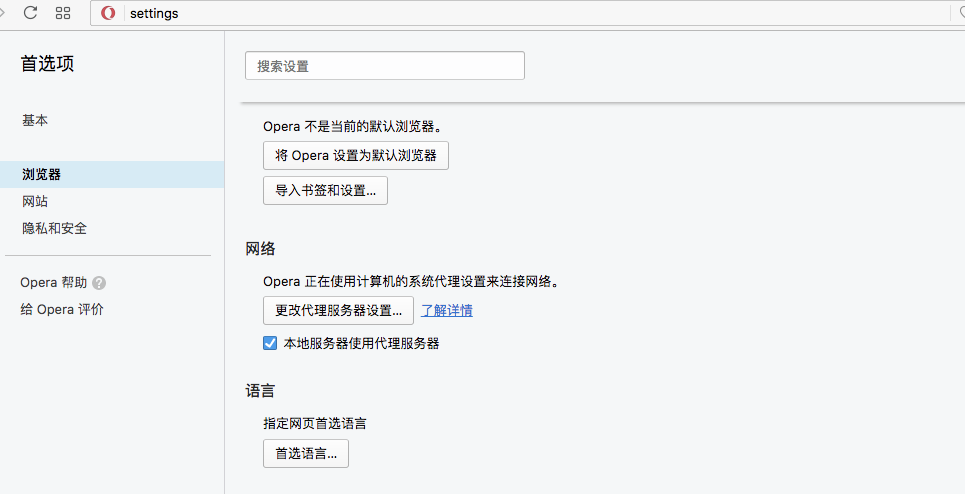 settings
首选项
基本
浏览器
网站
隐私和安全
Opera 帮助 ?
给 Opera 评价
搜索设置
Opera 不是当前的默认浏览器。
将 Opera 设置为默认浏览器
导入书签和设置...
网络
Opera 正在使用计算机的系统代理设置来连接网络。
更改代理服务器设置... 了解详情
本地服务器使用代理服务器
语言
指定网页首选语言
首选语言...